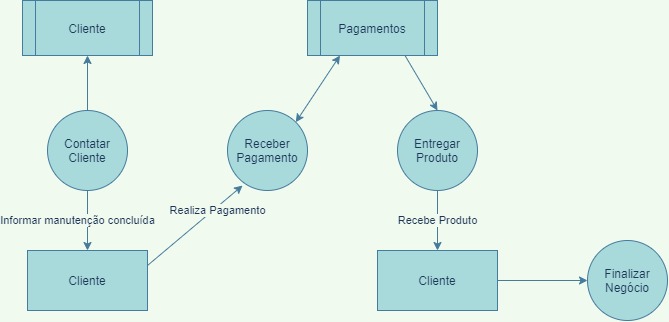 Cliente
Pagamentos
Contatar
Cliente
Receber
Pagamento
Entregar
Produto
Informar manutenção concluída
Realiza Pagamento
Recebe Produto
Cliente
Cliente
Finalizar
Negócio